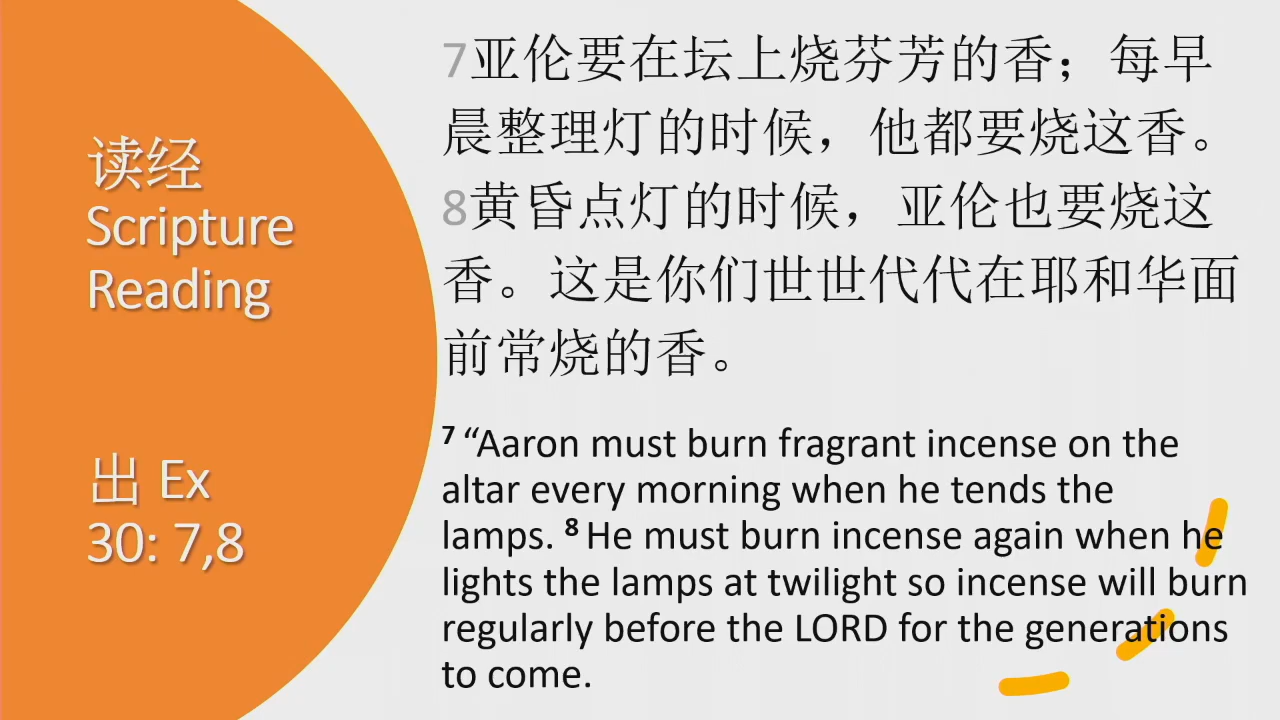 读经
Scripture
Reading
出 Ex
30: 7,8
7亚伦要在坛上烧芬芳的香；每早
晨整理灯的时候，他都要烧这香。
8黄昏点灯的时候，亚伦也要烧这
香。这是你们世世代代在耶和华面
前常烧的香。
7 “Aaron must burn fragrant incense on the
altar every morning when he tends the
lamps. 8 He must burn incense again when he
lights the lamps at twilight so incense will burn
regularly before the LORD for the generations
to come.